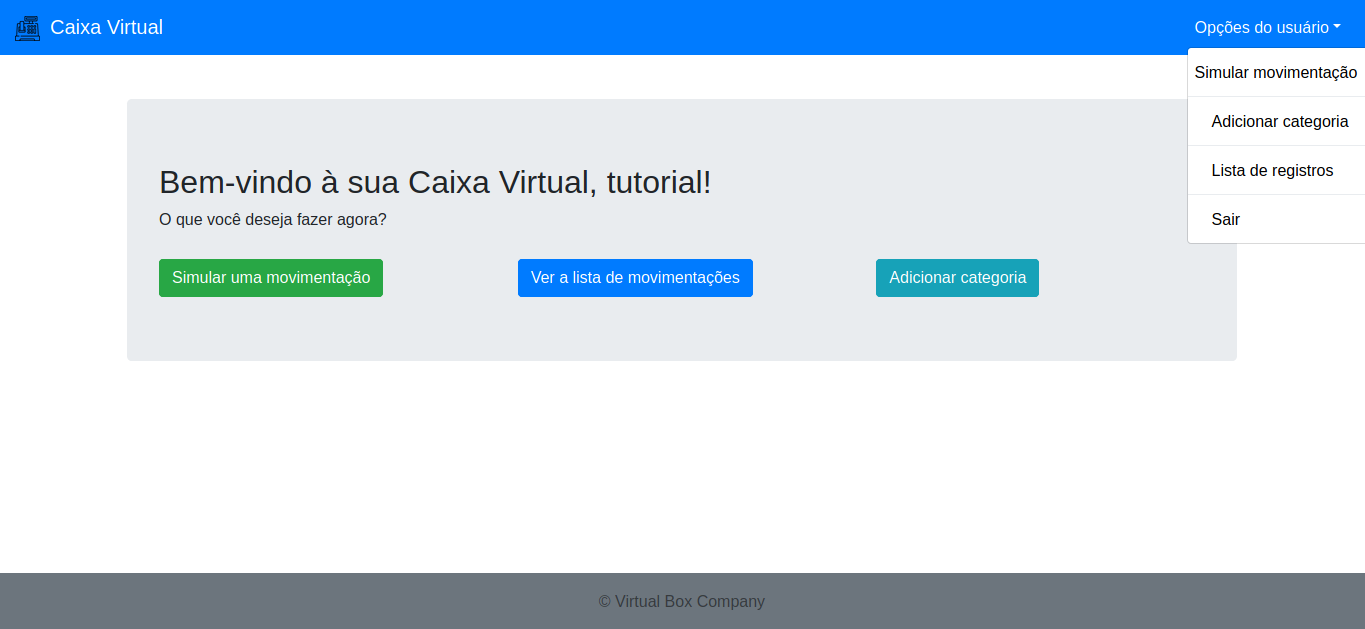 Caixa Virtual
Opções do usuário
Simular movimentação
Adicionar categoria
Lista de registros
Sair
Bem-vindo à sua Caixa Virtual, tutorial!
O que você deseja fazer agora?
Simular uma movimentação
Ver a lista de movimentações
Adicionar categoria
© Virtual Box Company